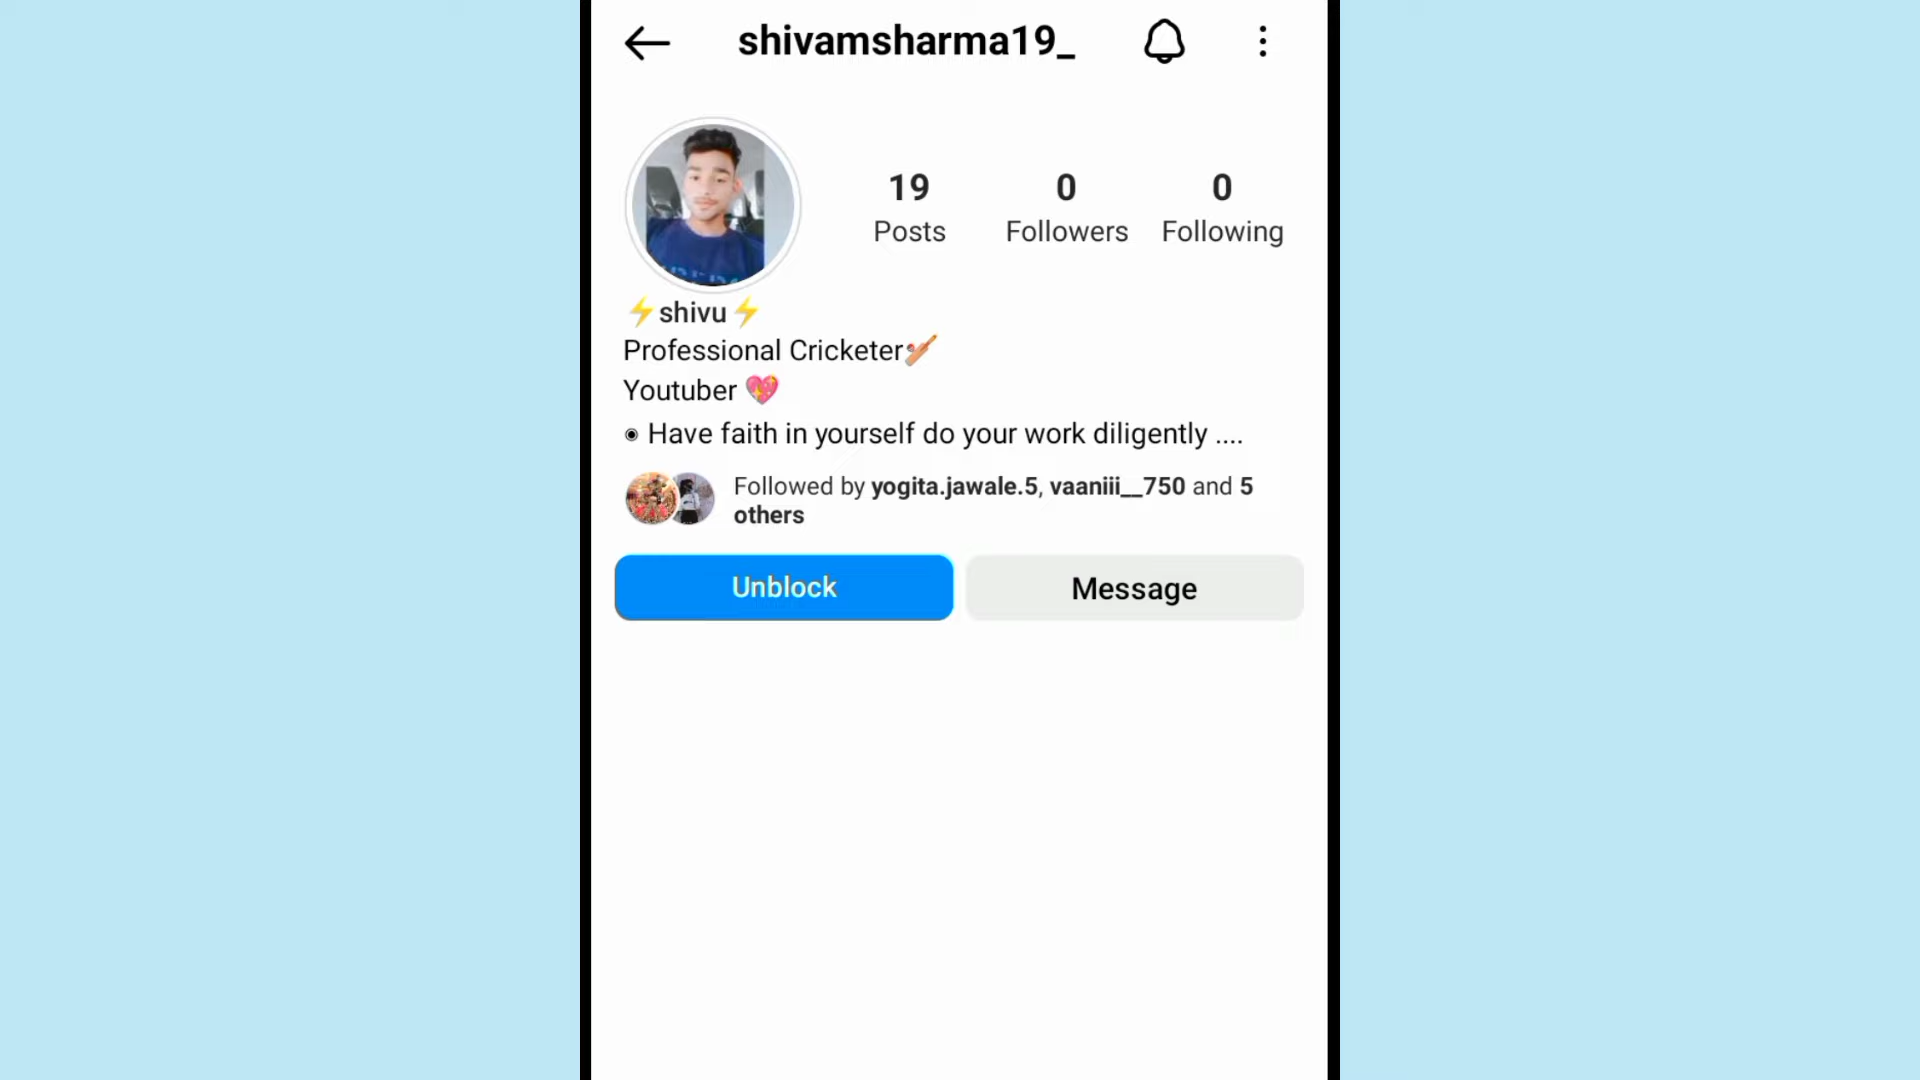 shivamsharma19_
19 0 0
Posts Followers Following
⚡shivu⚡
Professional Cricketer🏏
Youtuber 💖
◉ Have faith in yourself do your work diligently ....
Followed by yogita.jawale.5, vaaniii__750 and 5
others
Unblock Message